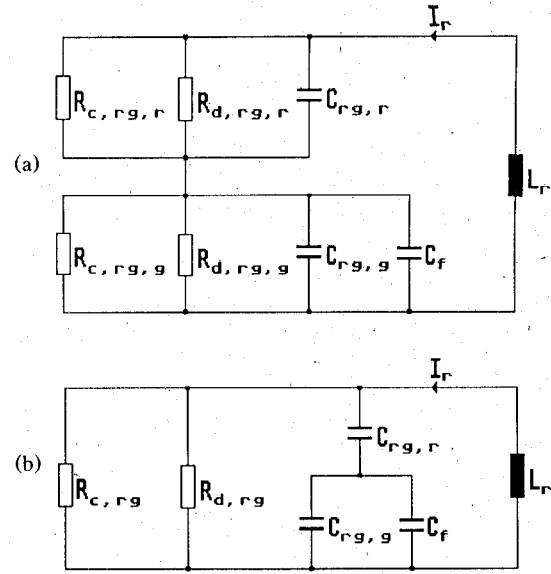 (a)
I_r
R_c,rg,r
R_d,rg,r
C_rg,r
L_r
R_c,rg,g
R_d,rg,g
C_rg,g
C_f
(b)
I_r
C_rg,r
R_c,rg
R_d,rg
C_rg,g
C_f
L_r